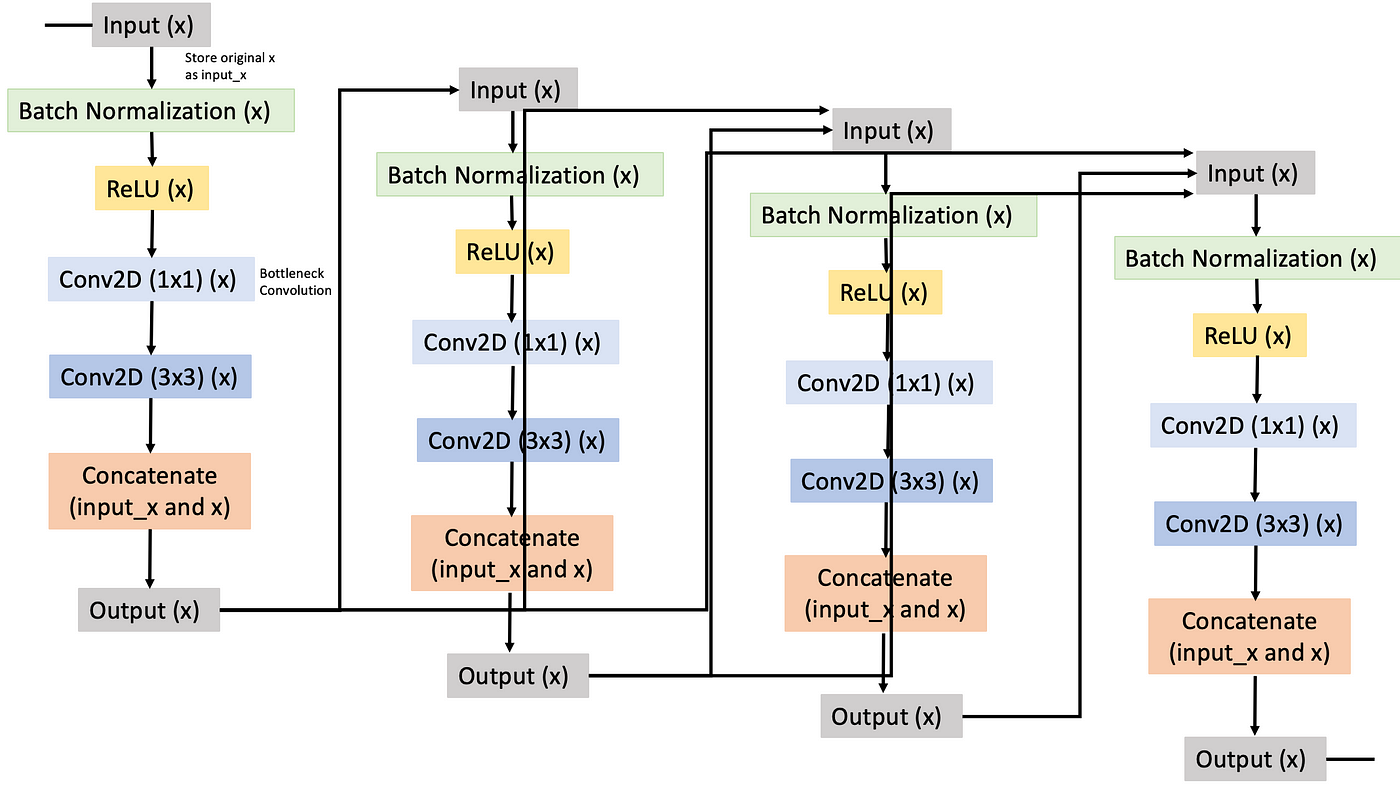 Input (x)
Store original x
as input_x
Batch Normalization (x)
ReLU (x)
Conv2D (1x1) (x)
Bottleneck
Convolution
Conv2D (3x3) (x)
Concatenate
(input_x and x)
Output (x)
Input (x)
Batch Normalization (x)
ReLU (x)
Conv2D (1x1) (x)
Conv2D (3x3) (x)
Concatenate
(input_x and x)
Output (x)
Input (x)
Batch Normalization (x)
ReLU (x)
Conv2D (1x1) (x)
Conv2D (3x3) (x)
Concatenate
(input_x and x)
Output (x)
Input (x)
Batch Normalization (x)
ReLU (x)
Conv2D (1x1) (x)
Conv2D (3x3) (x)
Concatenate
(input_x and x)
Output (x)